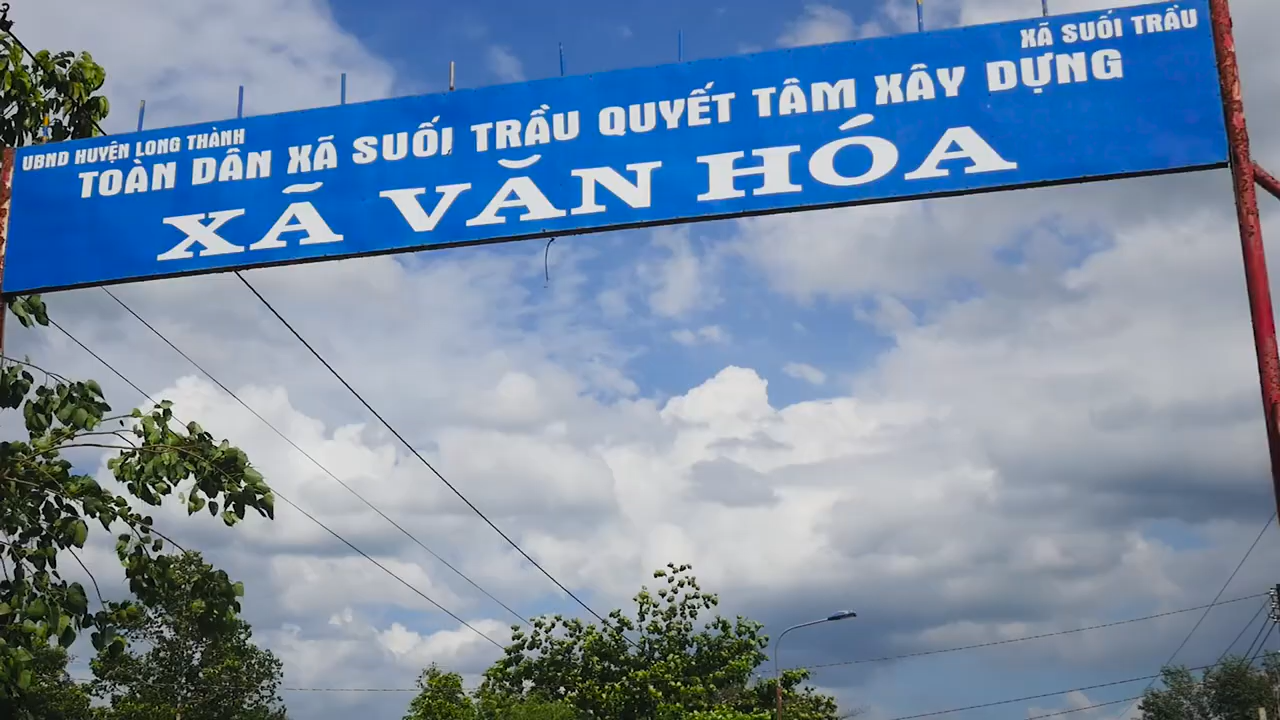 UBND HUYỆN LONG THÀNH
XÃ SUỐI TRẦU
TOÀN DÂN XÃ SUỐI TRẦU QUYẾT TÂM XÂY DỰNG
XÃ VĂN HÓA